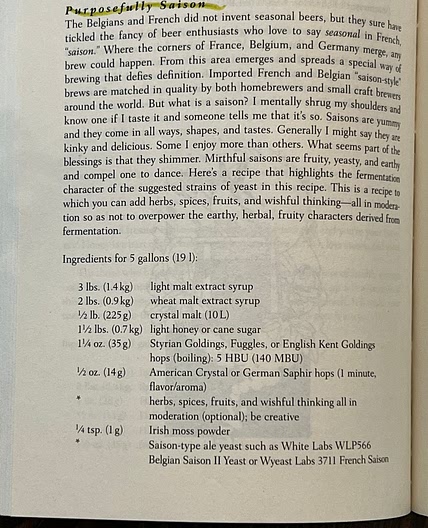 Purposefully Saison
The Belgians and French did not invent seasonal beers, but they sure have
tickled the fancy of beer enthusiasts who love to say seasonal in French,
"saison." Where the corners of France, Belgium, and Germany merge, any
brew could happen. From this area emerges and spreads a special way of
brewing that defies definition. Imported French and Belgian "saison-style"
brews are matched in quality by both homebrewers and small craft brewers
around the world. But what is a saison? I mentally shrug my shoulders and
know one if I taste it and someone tells me that it's so. Saisons are yummy
and they come in all ways, shapes, and tastes. Generally I might say they are
kinky and delicious. Some I enjoy more than others. What seems part of the
blessings is that they shimmer. Mirthful saisons are fruity, yeasty, and earthy
and compel one to dance. Here's a recipe that highlights the fermentation
character of the suggested strains of yeast in this recipe. This is a recipe to
which you can add herbs, spices, fruits, and wishful thinking—all in modera-
tion so as not to overpower the earthy, herbal, fruity characters derived from
fermentation.
Ingredients for 5 gallons (19 l):
3 lbs. (1.4 kg) light malt extract syrup
2 lbs. (0.9 kg) wheat malt extract syrup
½ lb. (225 g) crystal malt (10 L)
1½ lbs. (0.7 kg) light honey or cane sugar
1¼ oz. (35 g) Styrian Goldings, Fuggles, or English Kent Goldings
hops (boiling): 5 HBU (140 MBU)
½ oz. (14 g) American Crystal or German Saphir hops (1 minute,
flavor/aroma)
* herbs, spices, fruits, and wishful thinking all in
moderation (optional); be creative
¼ tsp. (1 g) Irish moss powder
* Saison-type ale yeast such as White Labs WLP566
Belgian Saison II Yeast or Wyeast Labs 3711 French Saison